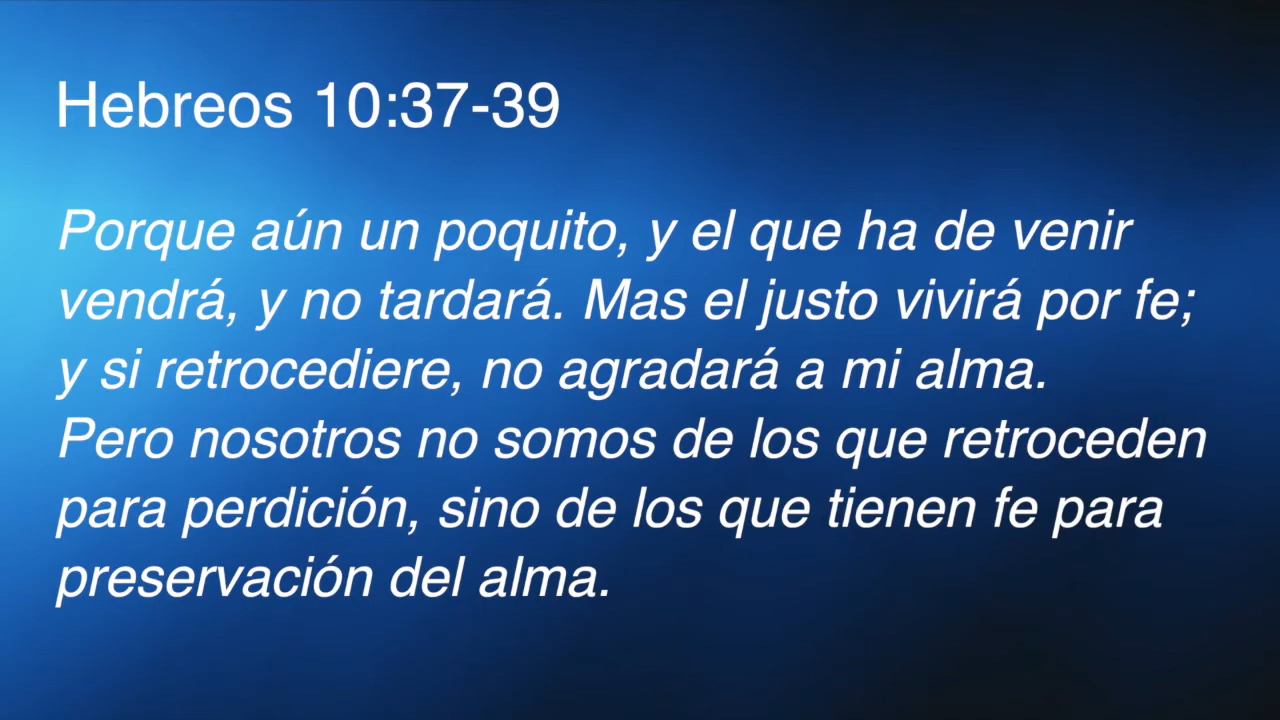 Hebreos 10:37-39
Porque aún un poquito, y el que ha de venir
vendrá, y no tardará. Mas el justo vivirá por fe;
y si retrocediere, no agradará a mi alma.
Pero nosotros no somos de los que retroceden
para perdición, sino de los que tienen fe para
preservación del alma.